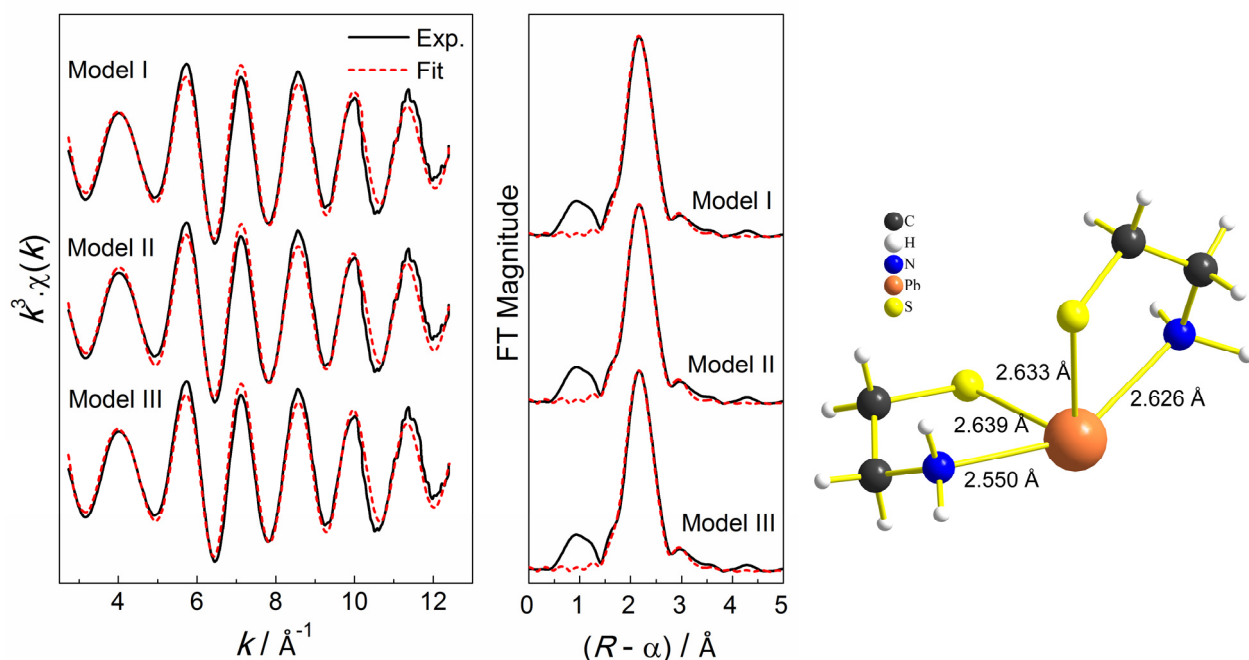 Exp.
Fit
Model I
Model II
Model III
k³.χ(k)
4 6 8 10 12
k / Å⁻¹
Model I
Model II
Model III
FT Magnitude
0 1 2 3 4 5
(R - α) / Å
C
H
N
Pb
S
2.633 Å
2.626 Å
2.639 Å
2.550 Å